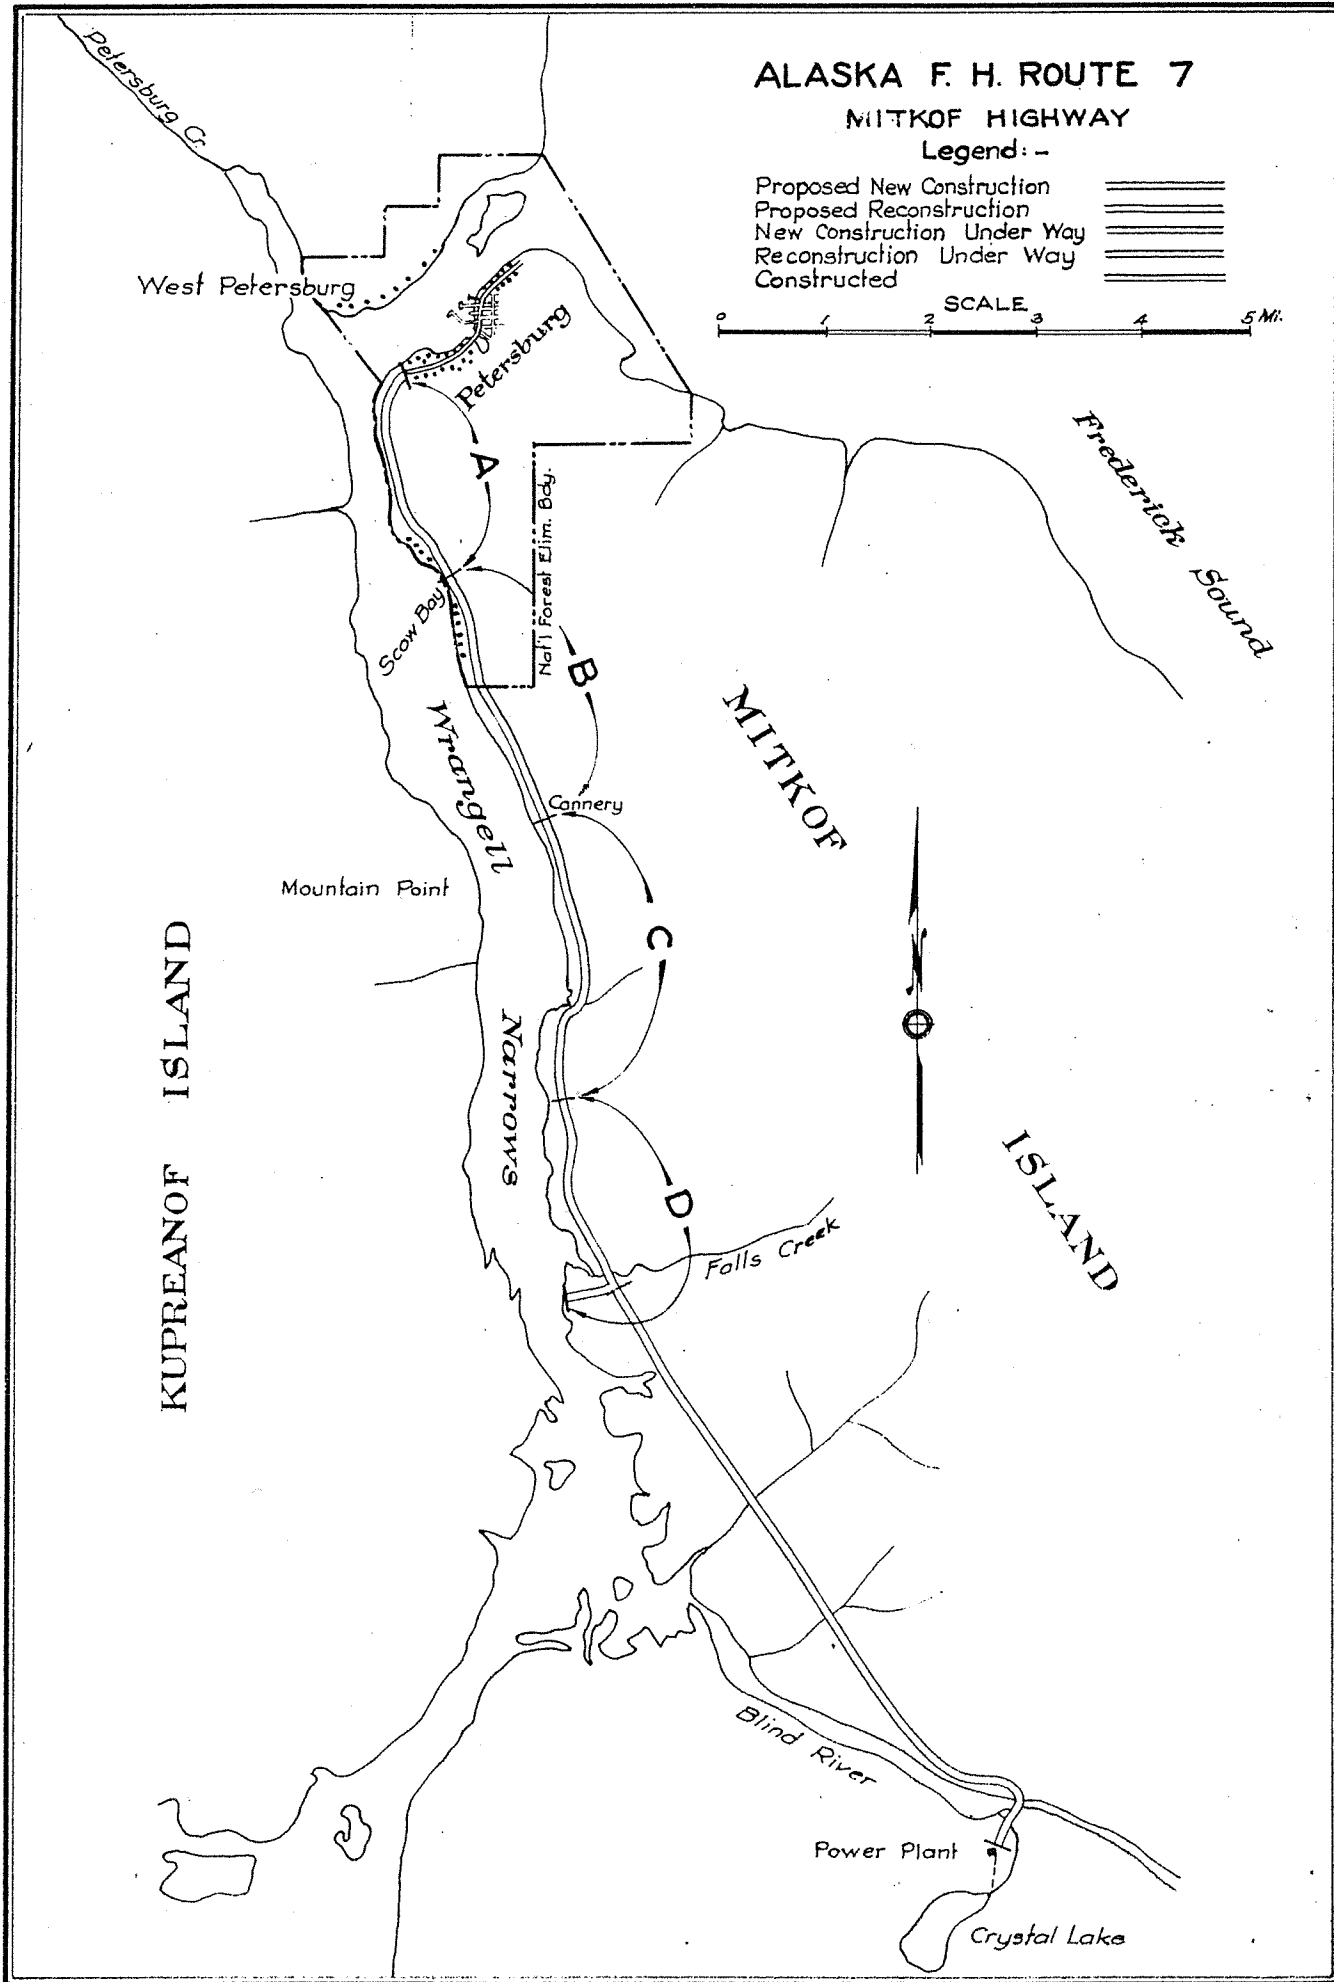 ALASKA F. H. ROUTE 7
MITKOF HIGHWAY
Legend: -
Proposed New Construction
Proposed Reconstruction
New Construction Under Way
Reconstruction Under Way
Constructed
SCALE
0 1 2 3 4 5 Mi.
Petersburg Cr.
West Petersburg
Petersburg
Frederick Sound
A
Nat'l Forest Elim. Bdy.
Scow Bay
B
MITKOF
Wrangell
Cannery
Mountain Point
C
N
KUPREANOF ISLAND
Narrows
ISLAND
D
Falls Creek
Blind River
Power Plant
Crystal Lake